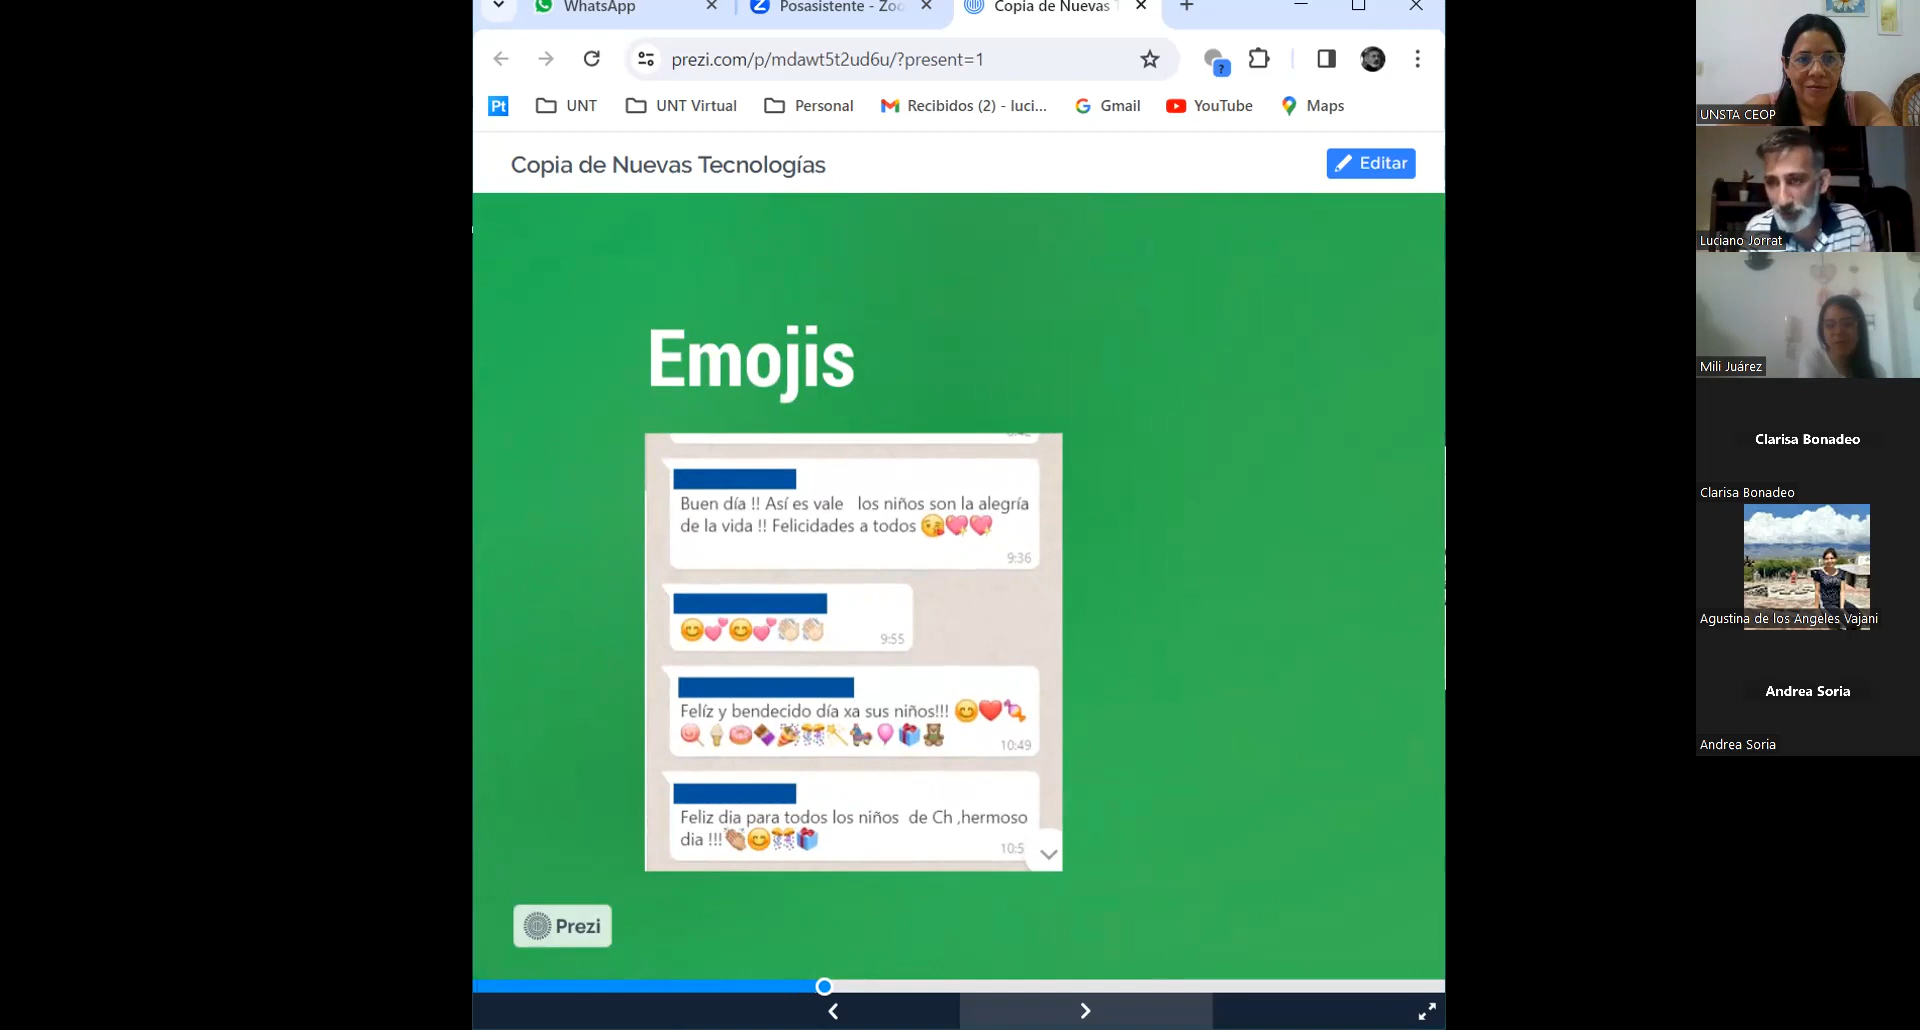 WhatsApp
Posasistente - Zoo
Copia de Nuevas
prezi.com/p/mdawt5t2ud6u/?present=1
Pt
UNT
UNT Virtual
Personal
Recibidos (2) - luci...
Gmail
YouTube
Maps
Copia de Nuevas Tecnologías
Editar
Emojis
Buen día !! Así es vale los niños son la alegría
de la vida !! Felicidades a todos 😘💖💖
9:36
😊💕😊💕👏🏻👏🏻
9:55
Felíz y bendecido día xa sus niños!!! 😊❤️🍬
🍭🍦🍩🍫🎉🎊🪄🪅🎈🎁🧸
10:49
Feliz dia para todos los niños de Ch ,hermoso
dia !!!👏🏽😊🎊🎁
10:5
Prezi
UNSTA CEOP
Luciano Jorrat
Mili Juárez
Clarisa Bonadeo
Clarisa Bonadeo
Agustina de los Angeles Vajani
Andrea Soria
Andrea Soria